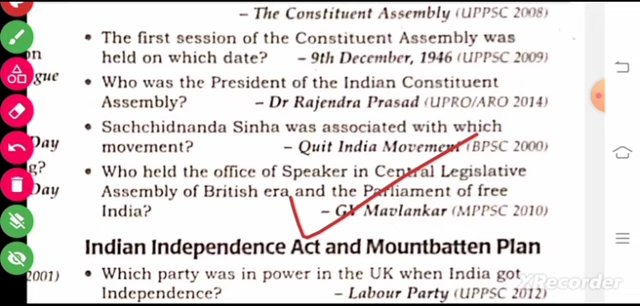 – The Constituent Assembly (UPPSC 2008)
• The first session of the Constituent Assembly was
held on which date? – 9th December, 1946 (UPPSC 2009)
on
• Who was the President of the Indian Constituent
gue
Assembly? – Dr Rajendra Prasad (UPRO/ARO 2014)
• Sachchidnanda Sinha was associated with which
Day
movement? – Quit India Movement (BPSC 2000)
g?
• Who held the office of Speaker in Central Legislative
Day
Assembly of British era and the Parliament of free
India? – GV Mavlankar (MPPSC 2010)
Indian Independence Act and Mountbatten Plan
2001)
• Which party was in power in the UK when India got
Independence? – Labour Party (UPPSC 2012)
XRecorder